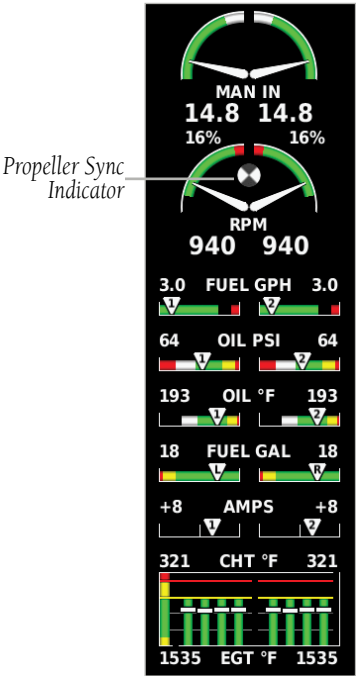 MAN IN
14.8 14.8
16% 16%
Propeller Sync
Indicator
RPM
940 940
3.0 FUEL GPH 3.0
1 2
64 OIL PSI 64
1 2
193 OIL °F 193
1 2
18 FUEL GAL 18
L R
+8 AMPS +8
1 2
321 CHT °F 321
1535 EGT °F 1535